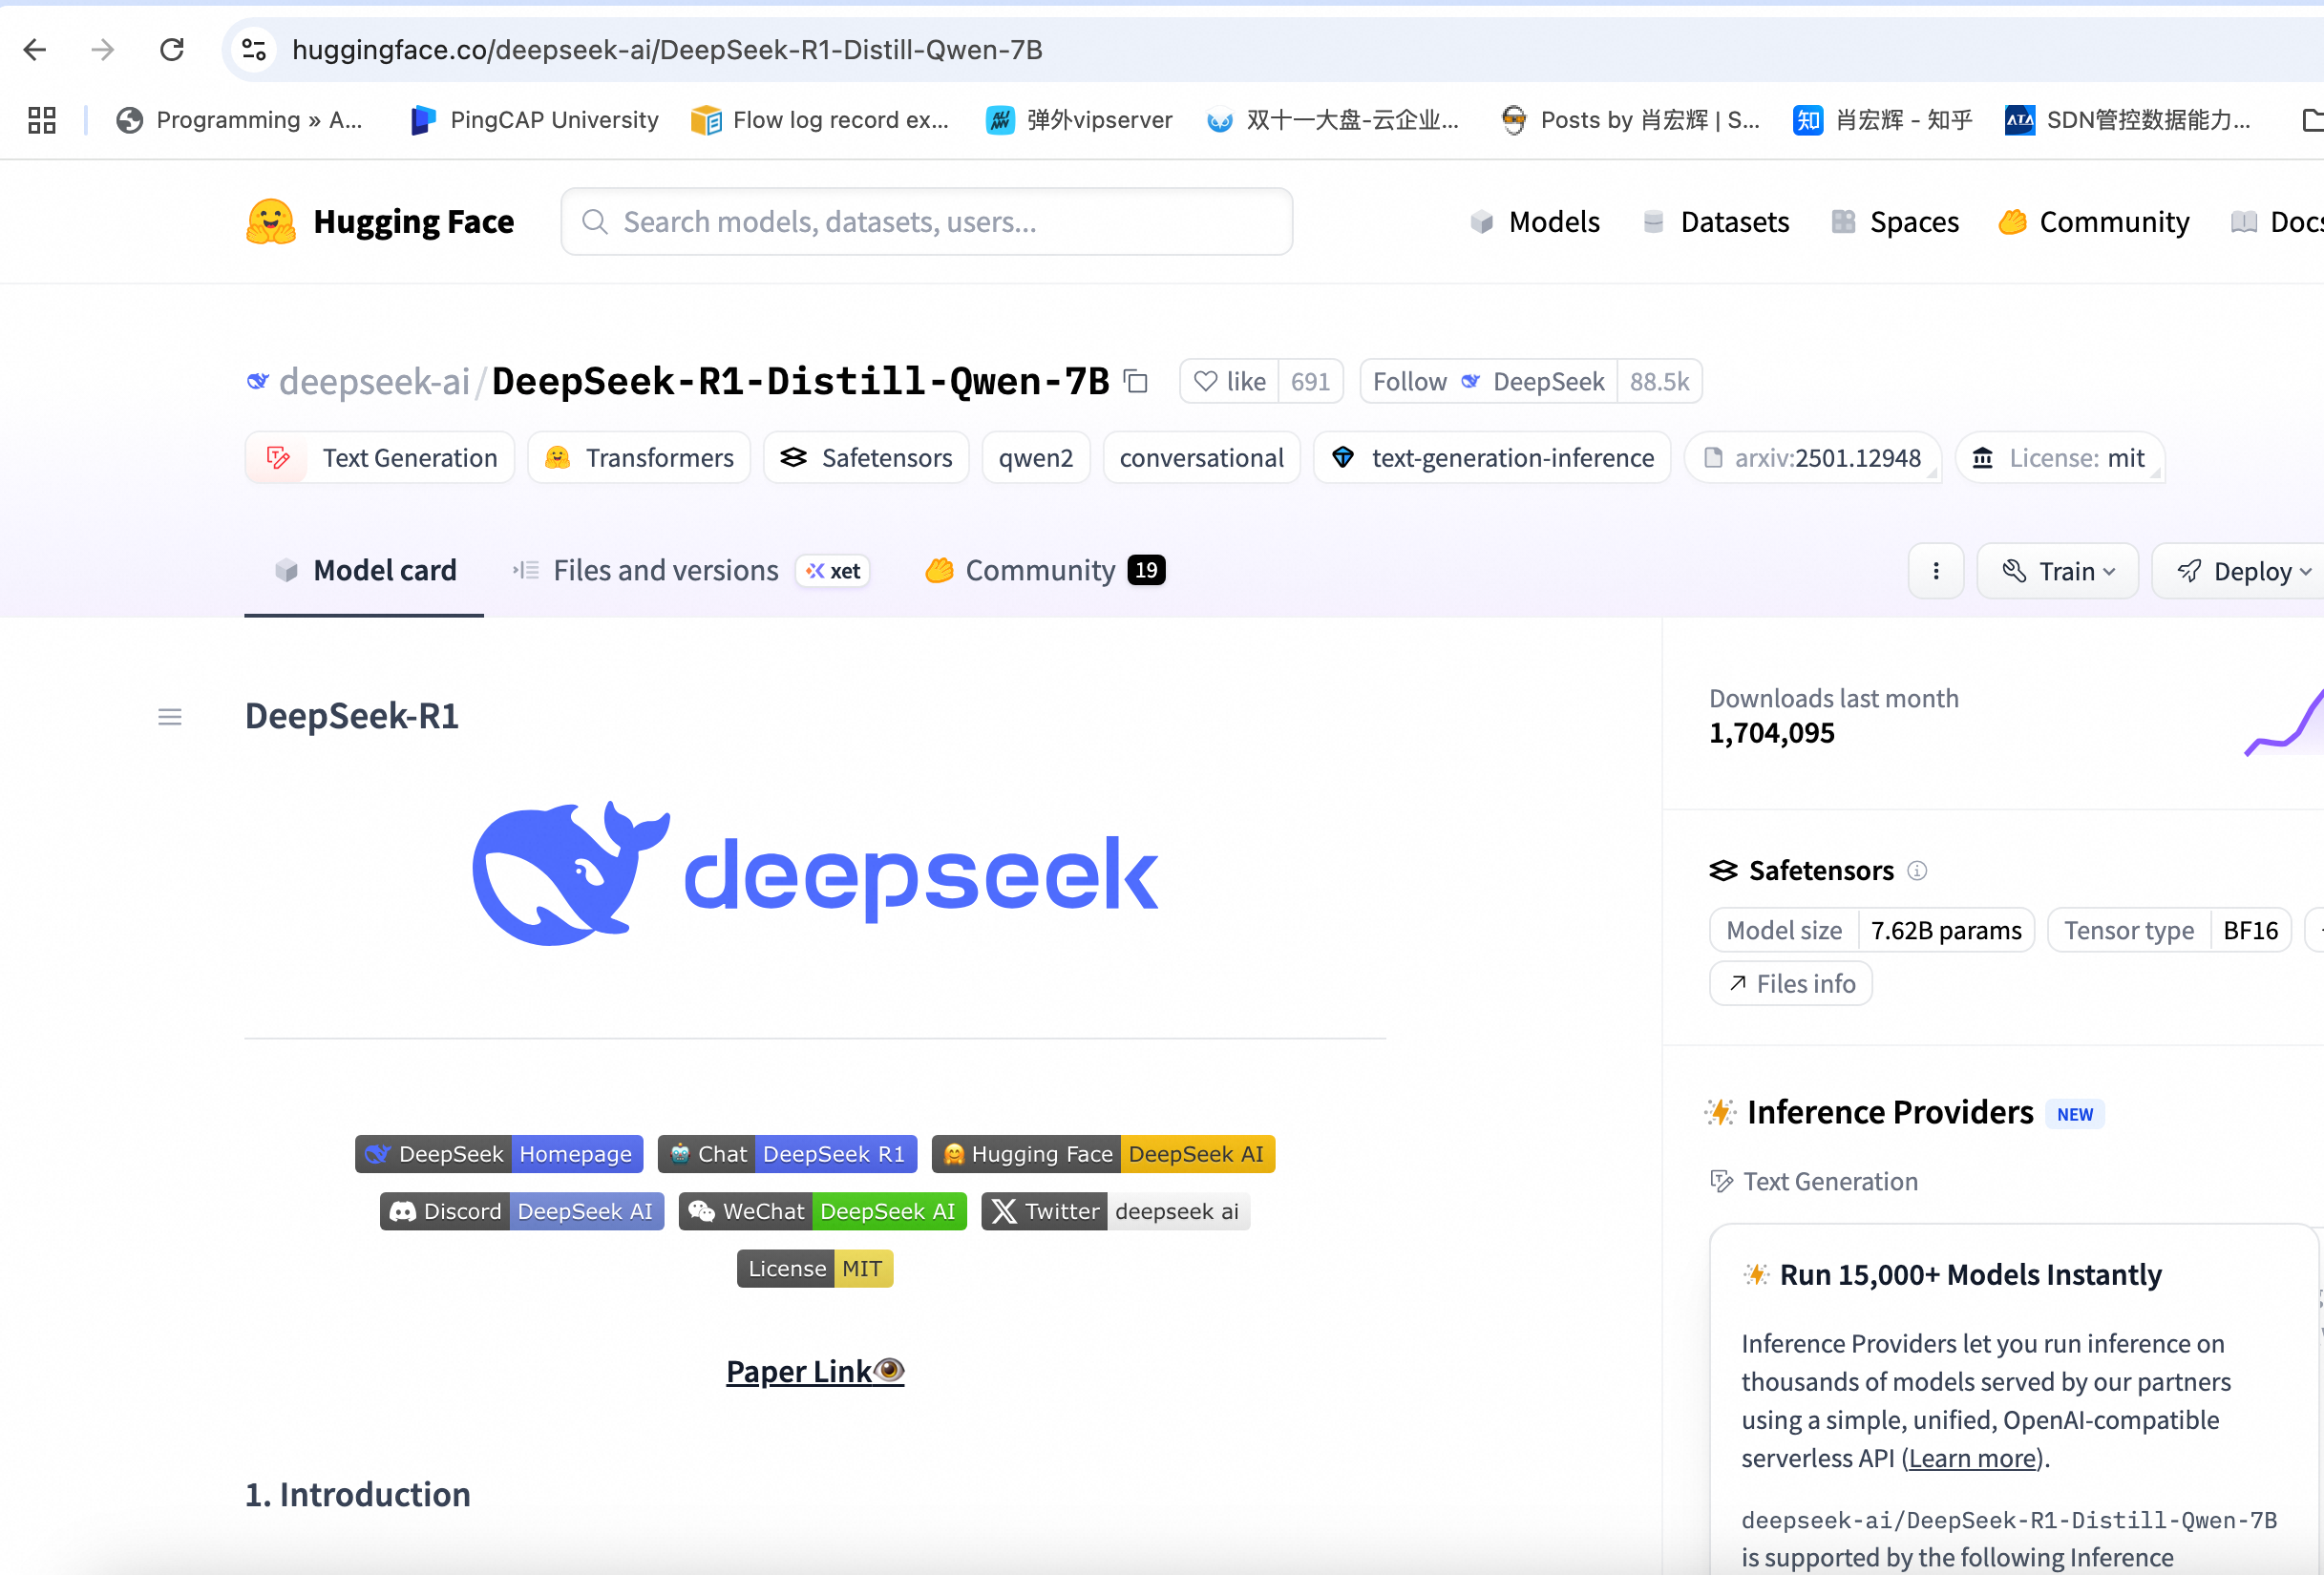 huggingface.co/deepseek-ai/DeepSeek-R1-Distill-Qwen-7B
Programming » A...
PingCAP University
Flow log record ex...
弹外vipserver
双十一大盘-云企业...
Posts by 肖宏辉 | S...
知 肖宏辉 - 知乎
ATA SDN管控数据能力...
Hugging Face
Search models, datasets, users...
Models
Datasets
Spaces
Community
Docs
deepseek-ai/DeepSeek-R1-Distill-Qwen-7B
like 691
Follow DeepSeek 88.5k
Text Generation
Transformers
Safetensors
qwen2
conversational
text-generation-inference
arxiv:2501.12948
License: mit
Model card
Files and versions
xet
Community 19
Train
Deploy
DeepSeek-R1
deepseek
DeepSeek Homepage
Chat DeepSeek R1
Hugging Face DeepSeek AI
Discord DeepSeek AI
WeChat DeepSeek AI
Twitter deepseek ai
License MIT
Paper Link👁️
1. Introduction
Downloads last month
1,704,095
Safetensors
Model size 7.62B params
Tensor type BF16
Files info
Inference Providers NEW
Text Generation
Run 15,000+ Models Instantly
Inference Providers let you run inference on
thousands of models served by our partners
using a simple, unified, OpenAI-compatible
serverless API (Learn more).
deepseek-ai/DeepSeek-R1-Distill-Qwen-7B
is supported by the following Inference